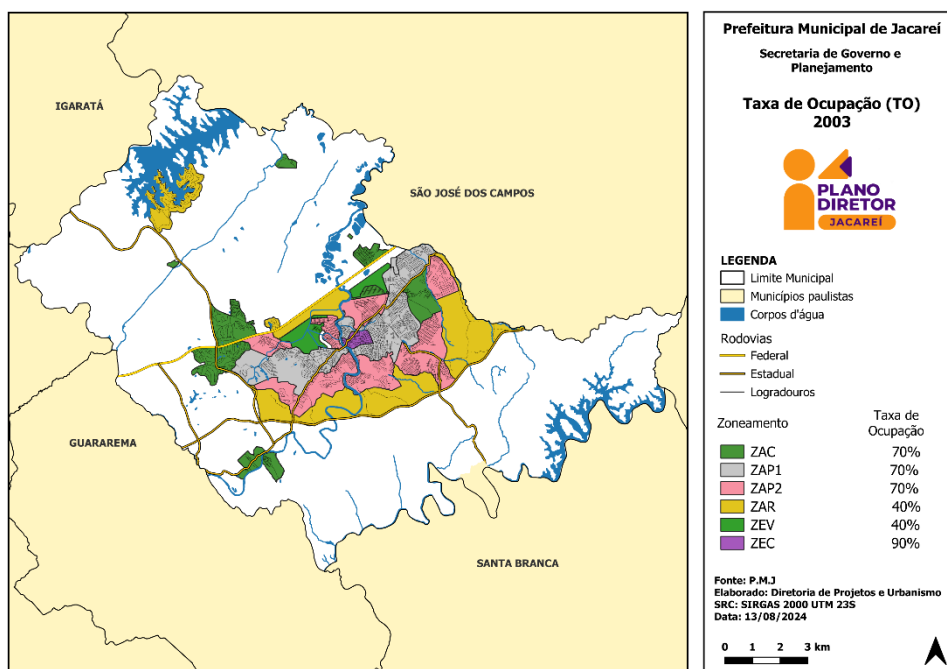 IGARATÁ
SÃO JOSÉ DOS CAMPOS
GUARAREMA
SANTA BRANCA
Prefeitura Municipal de Jacareí
Secretaria de Governo e
Planejamento
Taxa de Ocupação (TO)
2003
PLANO
DIRETOR
JACAREÍ
LEGENDA
Limite Municipal
Municípios paulistas
Corpos d'água
Rodovias
Federal
Estadual
Logradouros
Zoneamento
Taxa de
Ocupação
ZAC 70%
ZAP1 70%
ZAP2 70%
ZAR 40%
ZEV 40%
ZEC 90%
Fonte: P.M.J
Elaborado: Diretoria de Projetos e Urbanismo
SRC: SIRGAS 2000 UTM 23S
Data: 13/08/2024
0 1 2 3 km